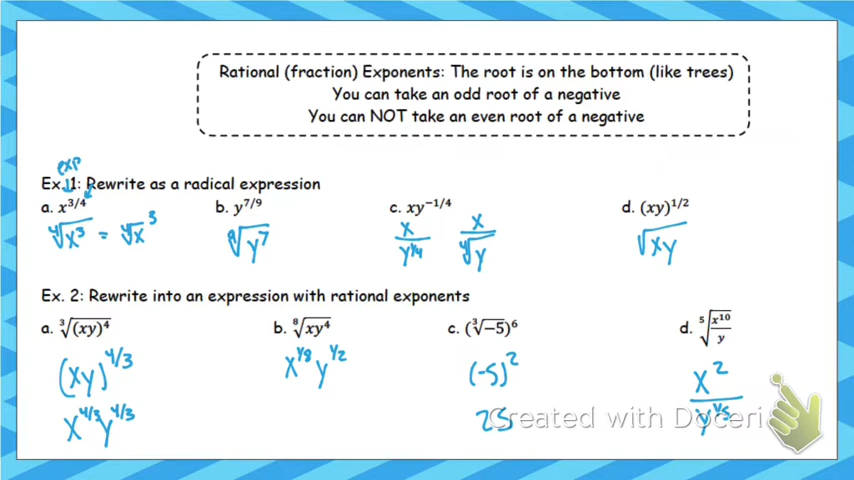 Rational (fraction) Exponents: The root is on the bottom (like trees)
You can take an odd root of a negative
You can NOT take an even root of a negative
exp
Ex. 1: Rewrite as a radical expression
a. x^{3/4} b. y^{7/9} c. xy^{-1/4} d. (xy)^{1/2}
∜(x³) = ∜x ³ ⁹√(y⁷) x/y^{1/4} x/∜y √(xy)
Ex. 2: Rewrite into an expression with rational exponents
a. ∛((xy)⁴) b. ⁸√(xy⁴) c. (∛−5)⁶ d. ⁵√(x¹⁰/y)
(xy)^{4/3} x^{1/8} y^{1/2} (-5)² x²/y^{1/5}
x^{4/3} y^{4/3} 25
Created with Doceri